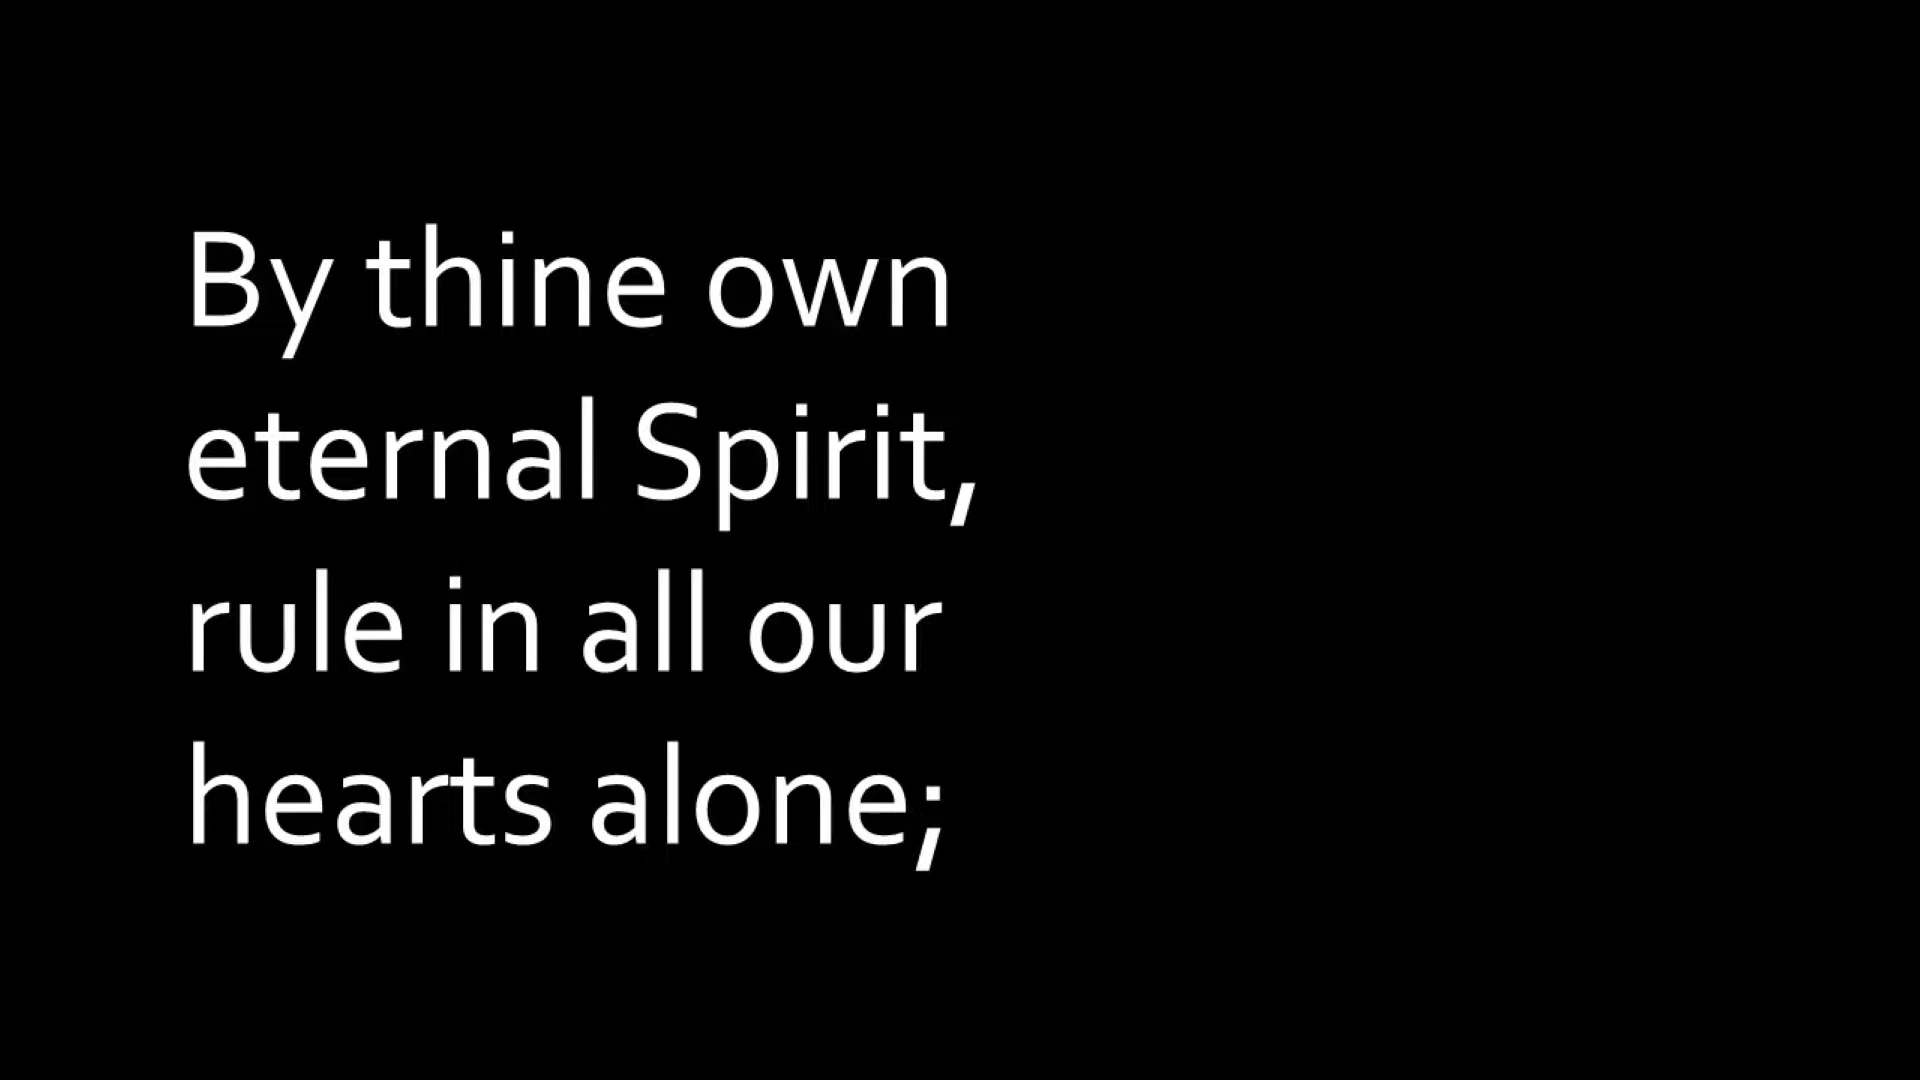 By thine own
eternal Spirit,
rule in all our
hearts alone;